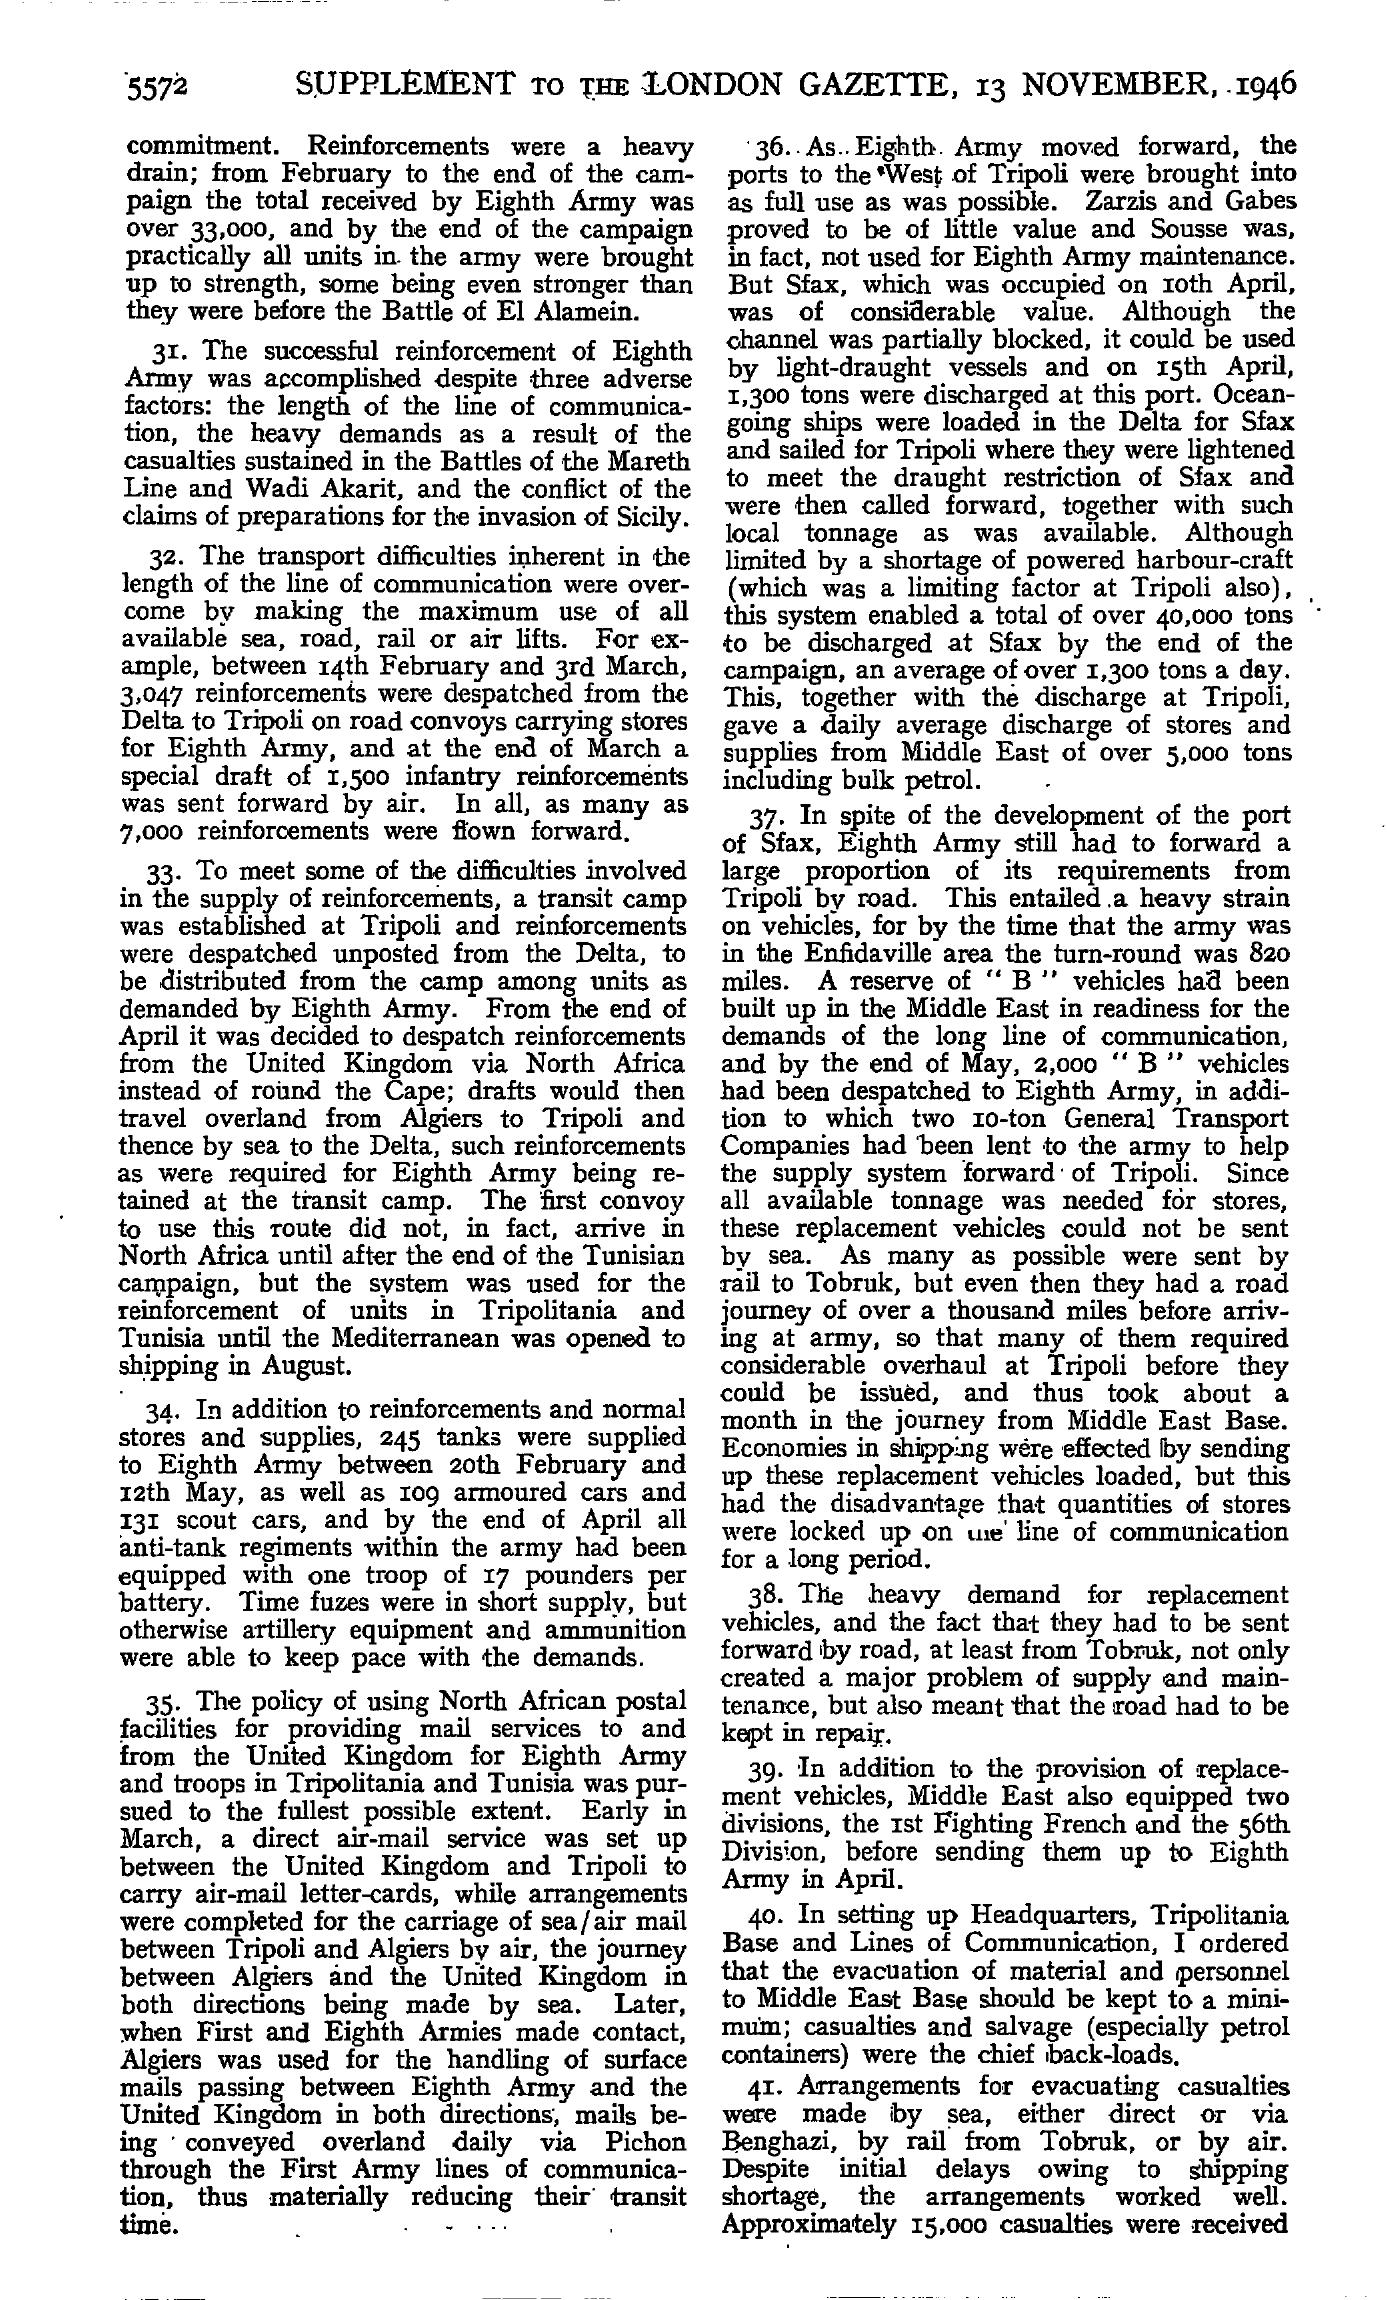 5572 SUPPLEMENT TO THE LONDON GAZETTE, 13 NOVEMBER, 1946
commitment. Reinforcements were a heavy
drain; from February to the end of the cam-
paign the total received by Eighth Army was
over 33,000, and by the end of the campaign
practically all units in the army were brought
up to strength, some being even stronger than
they were before the Battle of El Alamein.
31. The successful reinforcement of Eighth
Army was accomplished despite three adverse
factors: the length of the line of communica-
tion, the heavy demands as a result of the
casualties sustained in the Battles of the Mareth
Line and Wadi Akarit, and the conflict of the
claims of preparations for the invasion of Sicily.
32. The transport difficulties inherent in the
length of the line of communication were over-
come by making the maximum use of all
available sea, road, rail or air lifts. For ex-
ample, between 14th February and 3rd March,
3,047 reinforcements were despatched from the
Delta to Tripoli on road convoys carrying stores
for Eighth Army, and at the end of March a
special draft of 1,500 infantry reinforcements
was sent forward by air. In all, as many as
7,000 reinforcements were flown forward.
33. To meet some of the difficulties involved
in the supply of reinforcements, a transit camp
was established at Tripoli and reinforcements
were despatched unposted from the Delta, to
be distributed from the camp among units as
demanded by Eighth Army. From the end of
April it was decided to despatch reinforcements
from the United Kingdom via North Africa
instead of round the Cape; drafts would then
travel overland from Algiers to Tripoli and
thence by sea to the Delta, such reinforcements
as were required for Eighth Army being re-
tained at the transit camp. The first convoy
to use this route did not, in fact, arrive in
North Africa until after the end of the Tunisian
campaign, but the system was used for the
reinforcement of units in Tripolitania and
Tunisia until the Mediterranean was opened to
shipping in August.
34. In addition to reinforcements and normal
stores and supplies, 245 tanks were supplied
to Eighth Army between 20th February and
12th May, as well as 109 armoured cars and
131 scout cars, and by the end of April all
anti-tank regiments within the army had been
equipped with one troop of 17 pounders per
battery. Time fuzes were in short supply, but
otherwise artillery equipment and ammunition
were able to keep pace with the demands.
35. The policy of using North African postal
facilities for providing mail services to and
from the United Kingdom for Eighth Army
and troops in Tripolitania and Tunisia was pur-
sued to the fullest possible extent. Early in
March, a direct air-mail service was set up
between the United Kingdom and Tripoli to
carry air-mail letter-cards, while arrangements
were completed for the carriage of sea/air mail
between Tripoli and Algiers by air, the journey
between Algiers and the United Kingdom in
both directions being made by sea. Later,
when First and Eighth Armies made contact,
Algiers was used for the handling of surface
mails passing between Eighth Army and the
United Kingdom in both directions, mails be-
ing conveyed overland daily via Pichon
through the First Army lines of communica-
tion, thus materially reducing their transit
time.
36. As Eighth Army moved forward, the
ports to the West of Tripoli were brought into
as full use as was possible. Zarzis and Gabes
proved to be of little value and Sousse was,
in fact, not used for Eighth Army maintenance.
But Sfax, which was occupied on 10th April,
was of considerable value. Although the
channel was partially blocked, it could be used
by light-draught vessels and on 15th April,
1,300 tons were discharged at this port. Ocean-
going ships were loaded in the Delta for Sfax
and sailed for Tripoli where they were lightened
to meet the draught restriction of Sfax and
were then called forward, together with such
local tonnage as was available. Although
limited by a shortage of powered harbour-craft
(which was a limiting factor at Tripoli also),
this system enabled a total of over 40,000 tons
to be discharged at Sfax by the end of the
campaign, an average of over 1,300 tons a day.
This, together with the discharge at Tripoli,
gave a daily average discharge of stores and
supplies from Middle East of over 5,000 tons
including bulk petrol.
37. In spite of the development of the port
of Sfax, Eighth Army still had to forward a
large proportion of its requirements from
Tripoli by road. This entailed a heavy strain
on vehicles, for by the time that the army was
in the Enfidaville area the turn-round was 820
miles. A reserve of " B " vehicles had been
built up in the Middle East in readiness for the
demands of the long line of communication,
and by the end of May, 2,000 " B " vehicles
had been despatched to Eighth Army, in addi-
tion to which two 10-ton General Transport
Companies had been lent to the army to help
the supply system forward of Tripoli. Since
all available tonnage was needed for stores,
these replacement vehicles could not be sent
by sea. As many as possible were sent by
rail to Tobruk, but even then they had a road
journey of over a thousand miles before arriv-
ing at army, so that many of them required
considerable overhaul at Tripoli before they
could be issued, and thus took about a
month in the journey from Middle East Base.
Economies in shipping were effected by sending
up these replacement vehicles loaded, but this
had the disadvantage that quantities of stores
were locked up on the line of communication
for a long period.
38. The heavy demand for replacement
vehicles, and the fact that they had to be sent
forward by road, at least from Tobruk, not only
created a major problem of supply and main-
tenance, but also meant that the road had to be
kept in repair.
39. In addition to the provision of replace-
ment vehicles, Middle East also equipped two
divisions, the 1st Fighting French and the 56th
Division, before sending them up to Eighth
Army in April.
40. In setting up Headquarters, Tripolitania
Base and Lines of Communication, I ordered
that the evacuation of material and personnel
to Middle East Base should be kept to a mini-
mum; casualties and salvage (especially petrol
containers) were the chief back-loads.
41. Arrangements for evacuating casualties
were made by sea, either direct or via
Benghazi, by rail from Tobruk, or by air.
Despite initial delays owing to shipping
shortage, the arrangements worked well.
Approximately 15,000 casualties were received